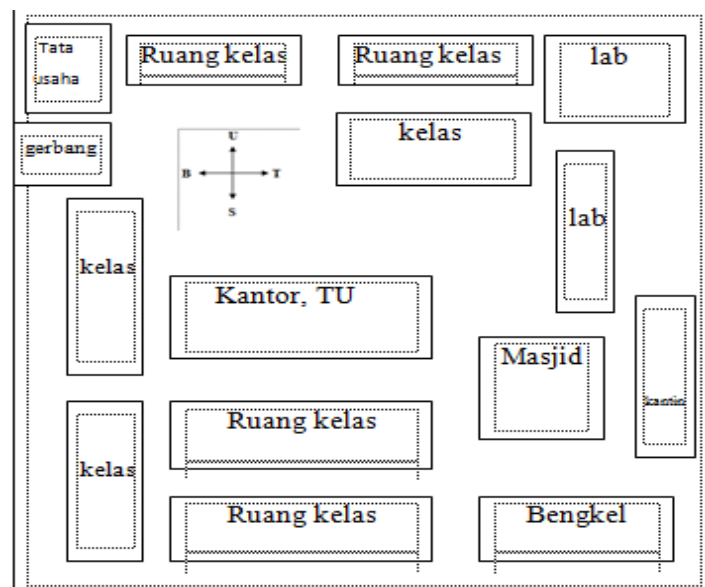 Tata
usaha
Ruang kelas
Ruang kelas
lab
gerbang
U
B
T
S
kelas
lab
kelas
Kantor, TU
Masjid
kantin
Ruang kelas
kelas
Ruang kelas
Bengkel